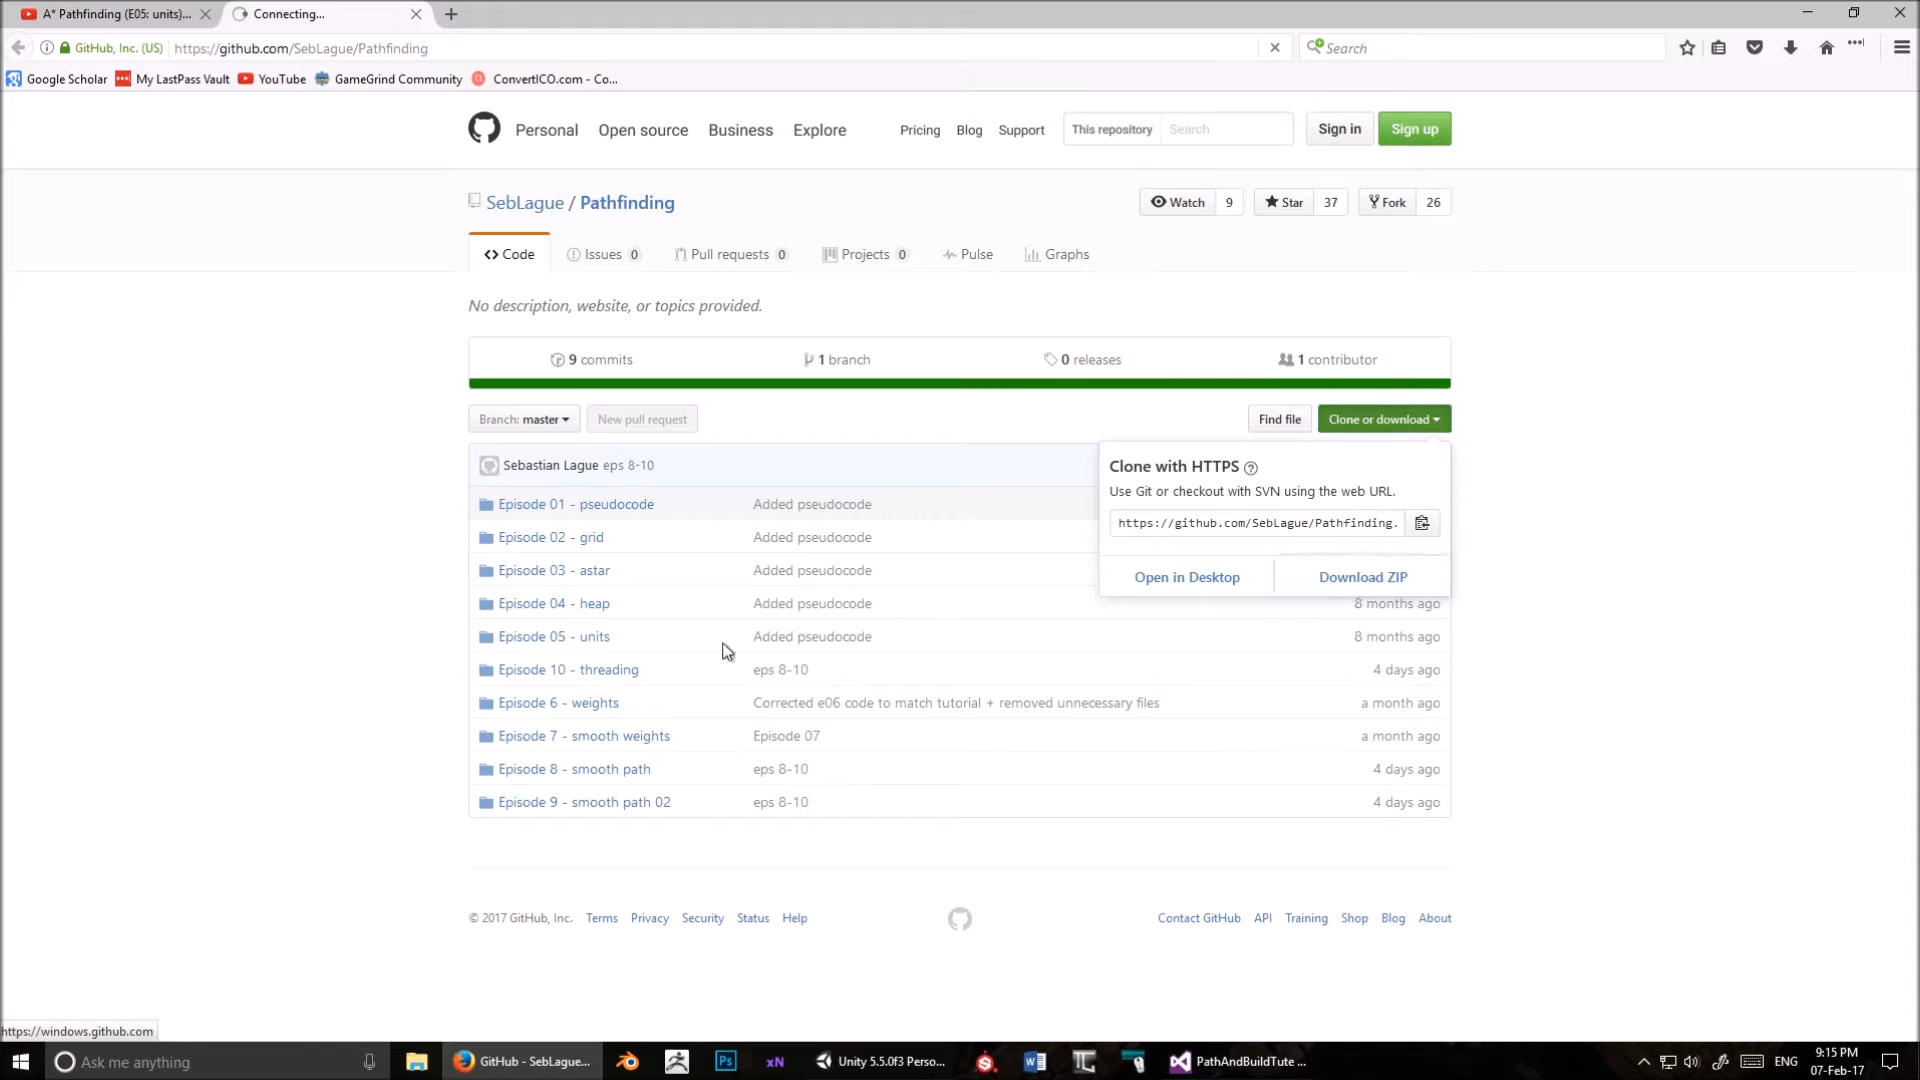 A* Pathfinding (E05: units)...
Connecting...
GitHub, Inc. (US)
https://github.com/SebLague/Pathfinding
Search
Google Scholar
My LastPass Vault
YouTube
GameGrind Community
ConvertICO.com - Co...
Personal
Open source
Business
Explore
Pricing
Blog
Support
This repository
Search
Sign in
Sign up
SebLague / Pathfinding
Watch 9
Star 37
Fork 26
Code
Issues 0
Pull requests 0
Projects 0
Pulse
Graphs
No description, website, or topics provided.
9 commits
1 branch
0 releases
1 contributor
Branch: master
New pull request
Find file
Clone or download
Sebastian Lague eps 8-10
Clone with HTTPS
Use Git or checkout with SVN using the web URL.
https://github.com/SebLague/Pathfinding.
Open in Desktop
Download ZIP
Episode 01 - pseudocode Added pseudocode
Episode 02 - grid Added pseudocode
Episode 03 - astar Added pseudocode
Episode 04 - heap Added pseudocode 8 months ago
Episode 05 - units Added pseudocode 8 months ago
Episode 10 - threading eps 8-10 4 days ago
Episode 6 - weights Corrected e06 code to match tutorial + removed unnecessary files a month ago
Episode 7 - smooth weights Episode 07 a month ago
Episode 8 - smooth path eps 8-10 4 days ago
Episode 9 - smooth path 02 eps 8-10 4 days ago
© 2017 GitHub, Inc. Terms Privacy Security Status Help
Contact GitHub API Training Shop Blog About
https://windows.github.com
Ask me anything
GitHub - SebLague...
Ps
xN
Unity 5.5.0f3 Perso...
PathAndBuildTute ...
ENG
9:15 PM
07-Feb-17